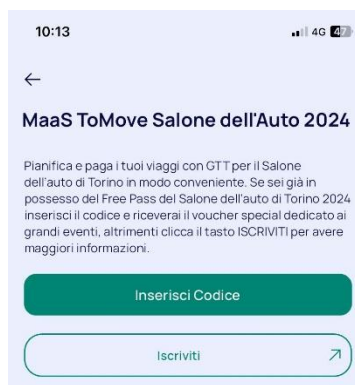 10:13
4G 47
MaaS ToMove Salone dell'Auto 2024
Pianifica e paga i tuoi viaggi con GTT per il Salone
dell'auto di Torino in modo conveniente. Se sei già in
possesso del Free Pass del Salone dell'auto di Torino 2024
inserisci il codice e riceverai il voucher special dedicato ai
grandi eventi, altrimenti clicca il tasto ISCRIVITI per avere
maggiori informazioni.
Inserisci Codice
Iscriviti